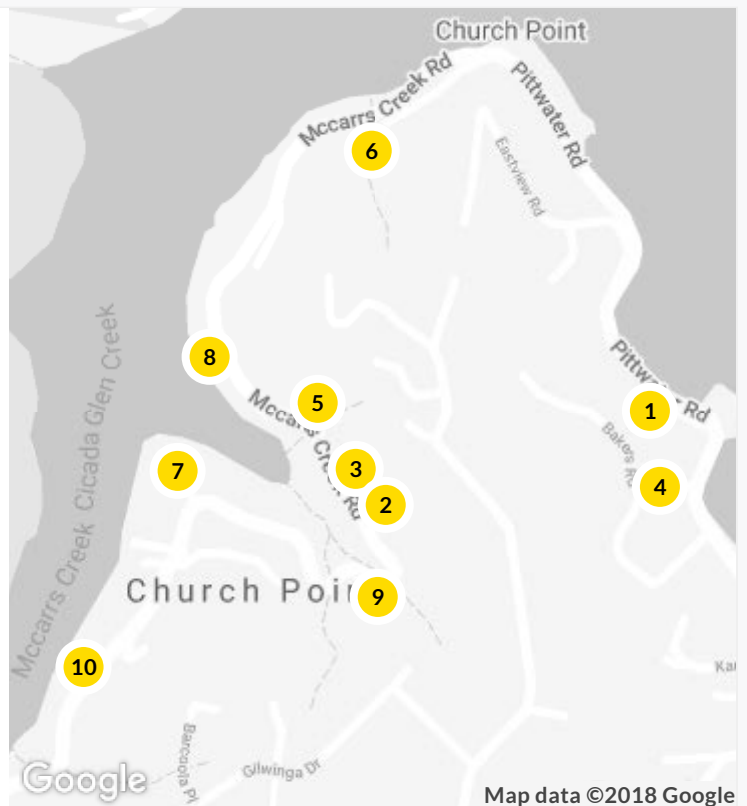 Church Point
Mccarrs Creek Rd
Pittwater Rd
6
Eastview Rd
8
5
Pittwater Rd
1
Mccarrs Creek Rd
Bakers Rd
3
7
4
2
Mccarrs Creek
Cicada Glen Creek
Church Poin
9
10
Kar
Barcoola Pl
Gilwinga Dr
Google
Map data ©2018 Google